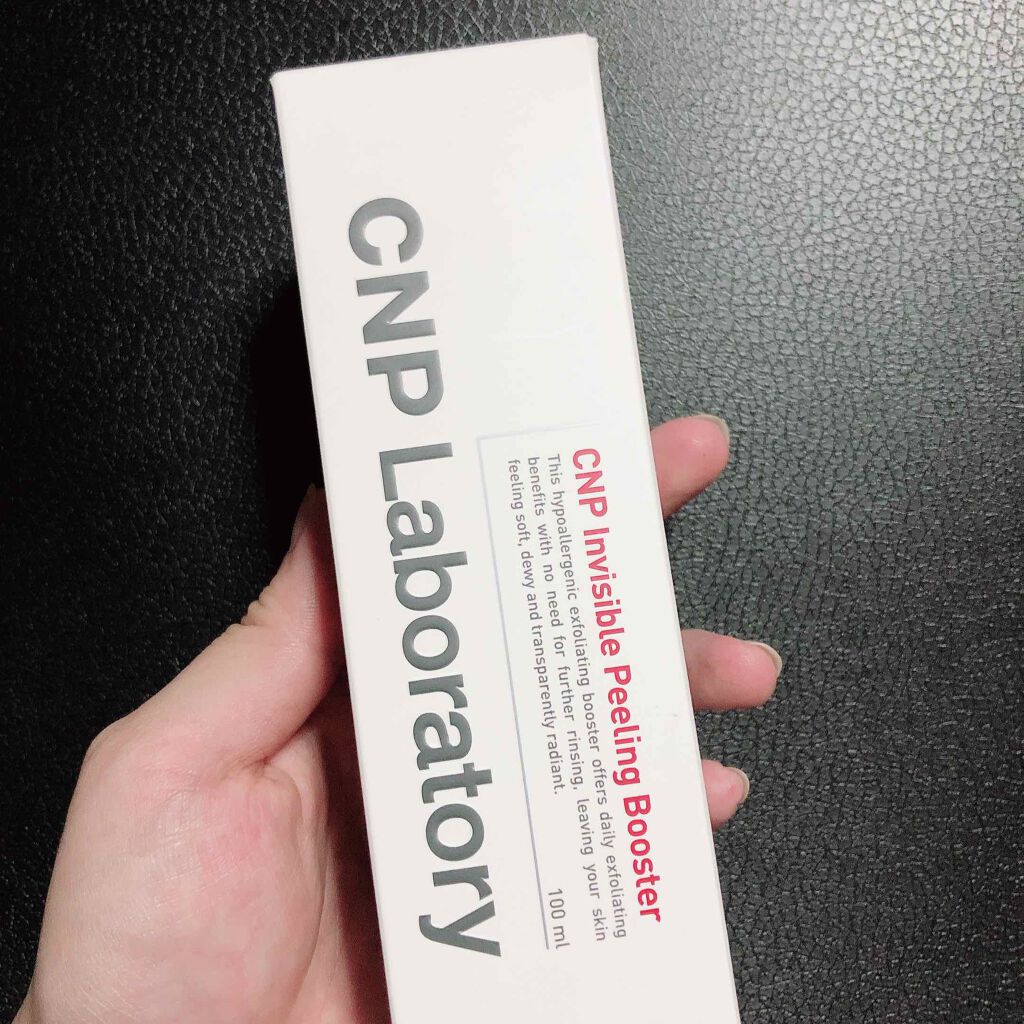 CNP Laboratory
CNP Invisible Peeling Booster
This hypoallergenic exfoliating booster offers daily exfoliating
benefits with no need for further rinsing, leaving your skin
feeling soft, dewy and transparently radiant.
100 ml